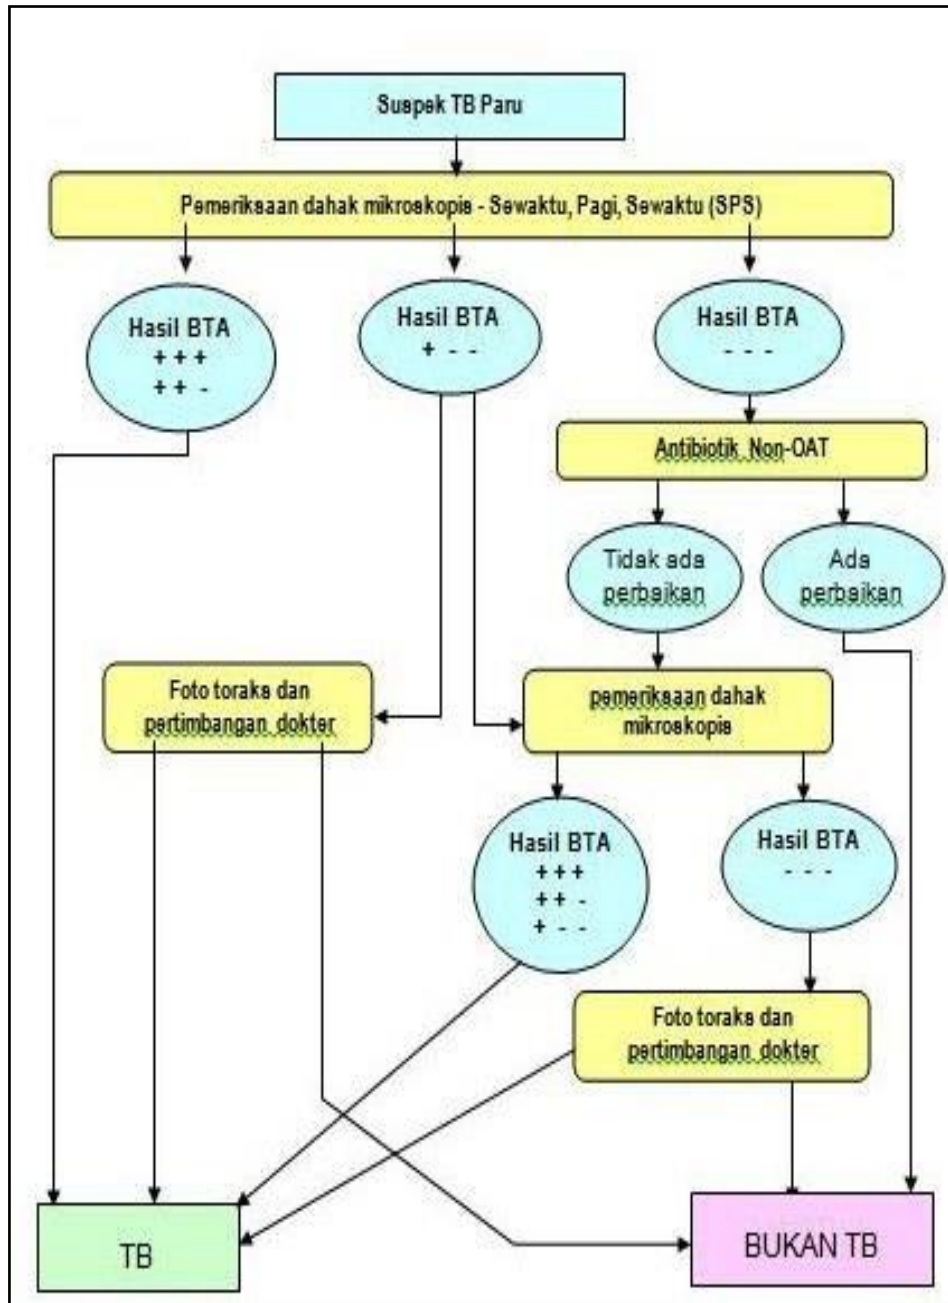 Suspek TB Paru
Pemeriksaan dahak mikroskopis - Sewaktu, Pagi, Sewaktu (SPS)
Hasil BTA
+ + +
+ + -
Hasil BTA
+ - -
Hasil BTA
- - -
Antibiotik Non-OAT
Tidak ada
perbaikan
Ada
perbaikan
Foto toraks dan
pertimbangan dokter
pemeriksaan dahak
mikroskopis
Hasil BTA
+ + +
+ + -
+ - -
Hasil BTA
- - -
Foto toraks dan
pertimbangan dokter
TB
BUKAN TB